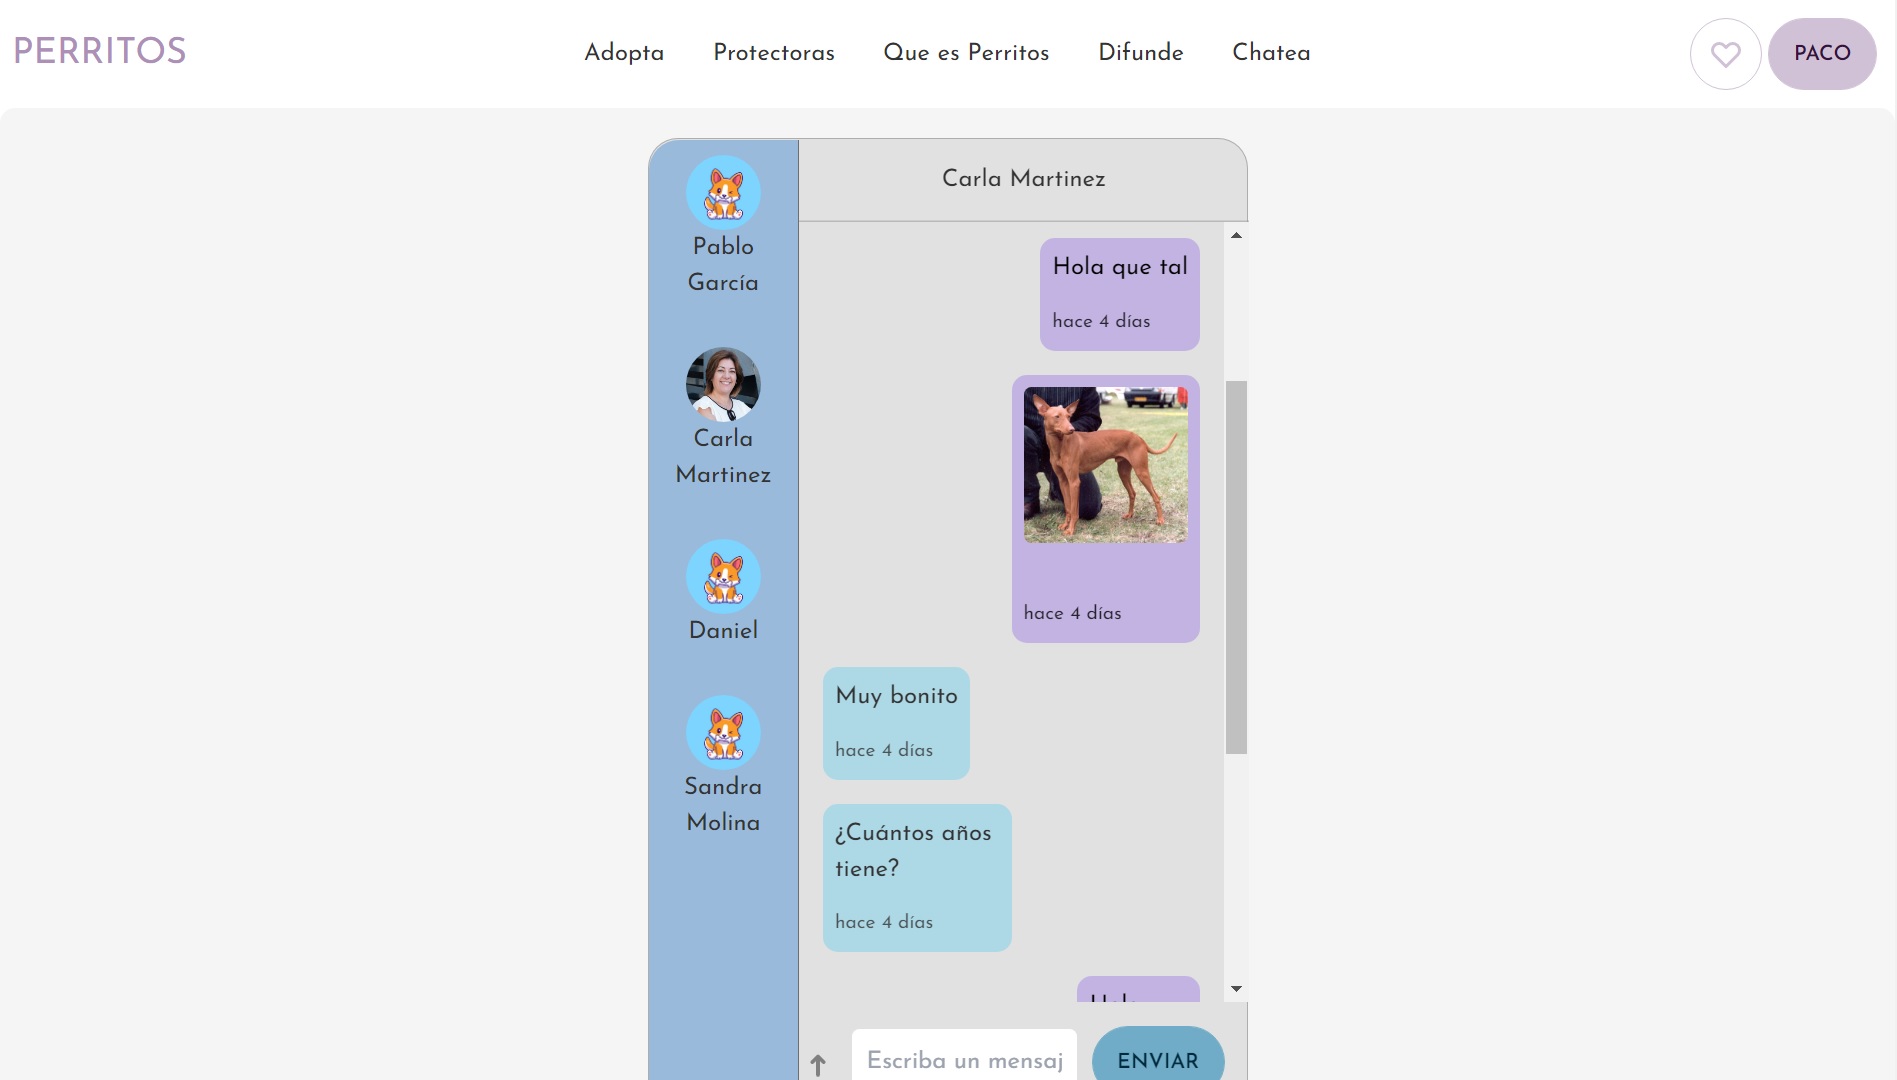 PERRITOS
Adopta
Protectoras
Que es Perritos
Difunde
Chatea
PACO
Pablo
García
Carla
Martinez
Daniel
Sandra
Molina
Carla Martinez
Hola que tal
hace 4 días
hace 4 días
Muy bonito
hace 4 días
¿Cuántos años
tiene?
hace 4 días
Escriba un mensaj
ENVIAR